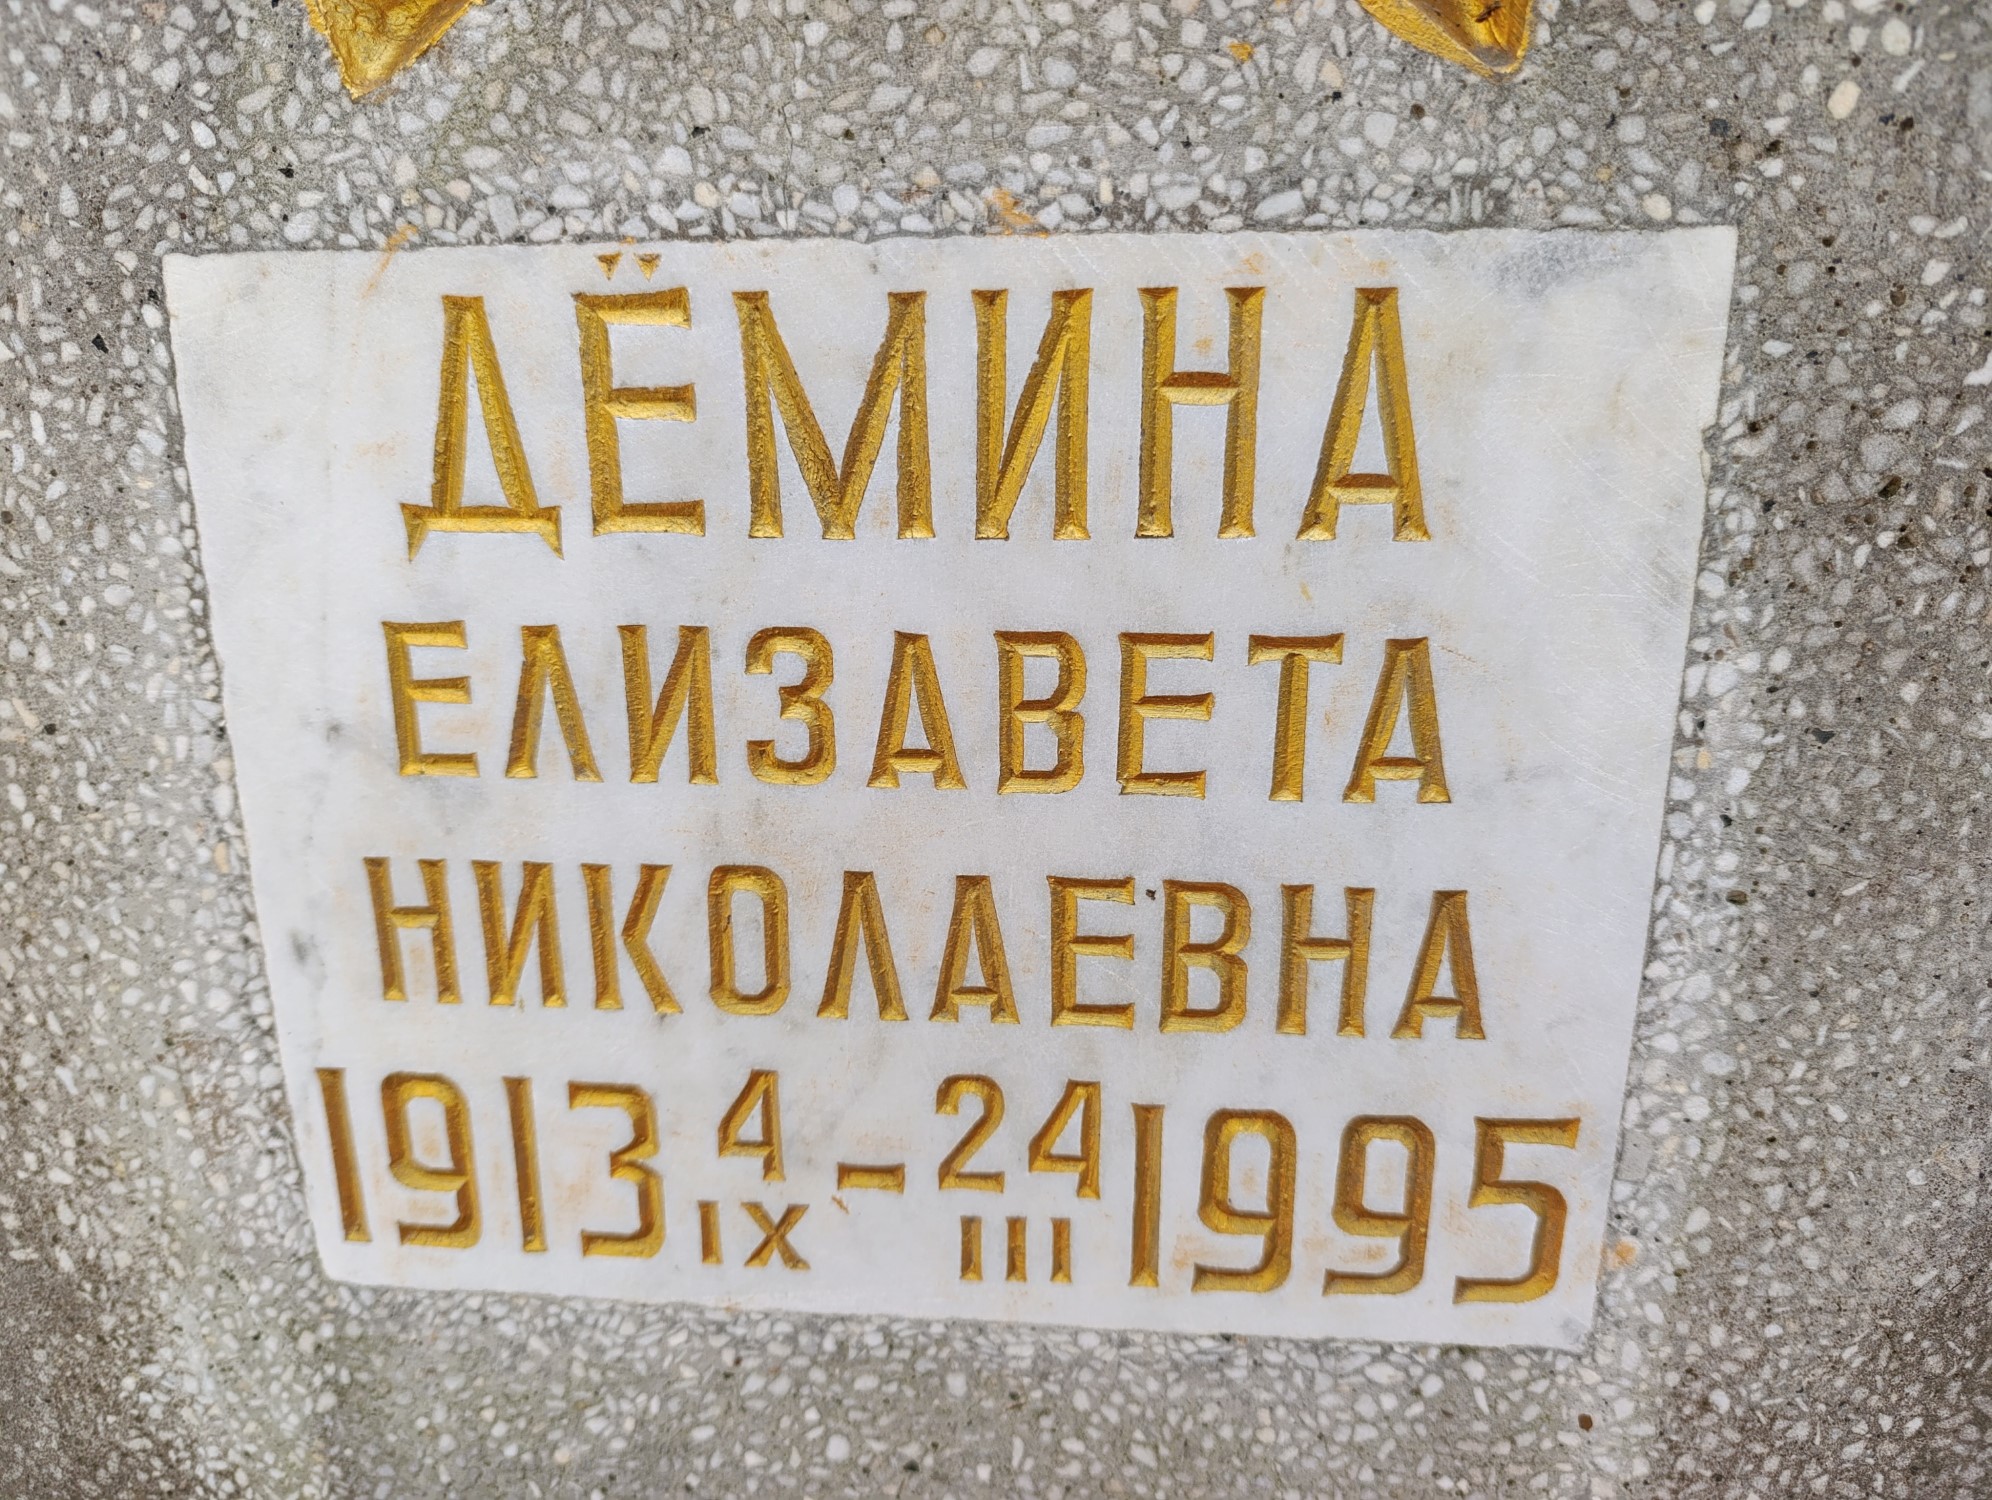 ДЁМИНА
ЕЛИЗАВЕТА
НИКОЛАЕВНА
1913 4/IX - 24/III 1995